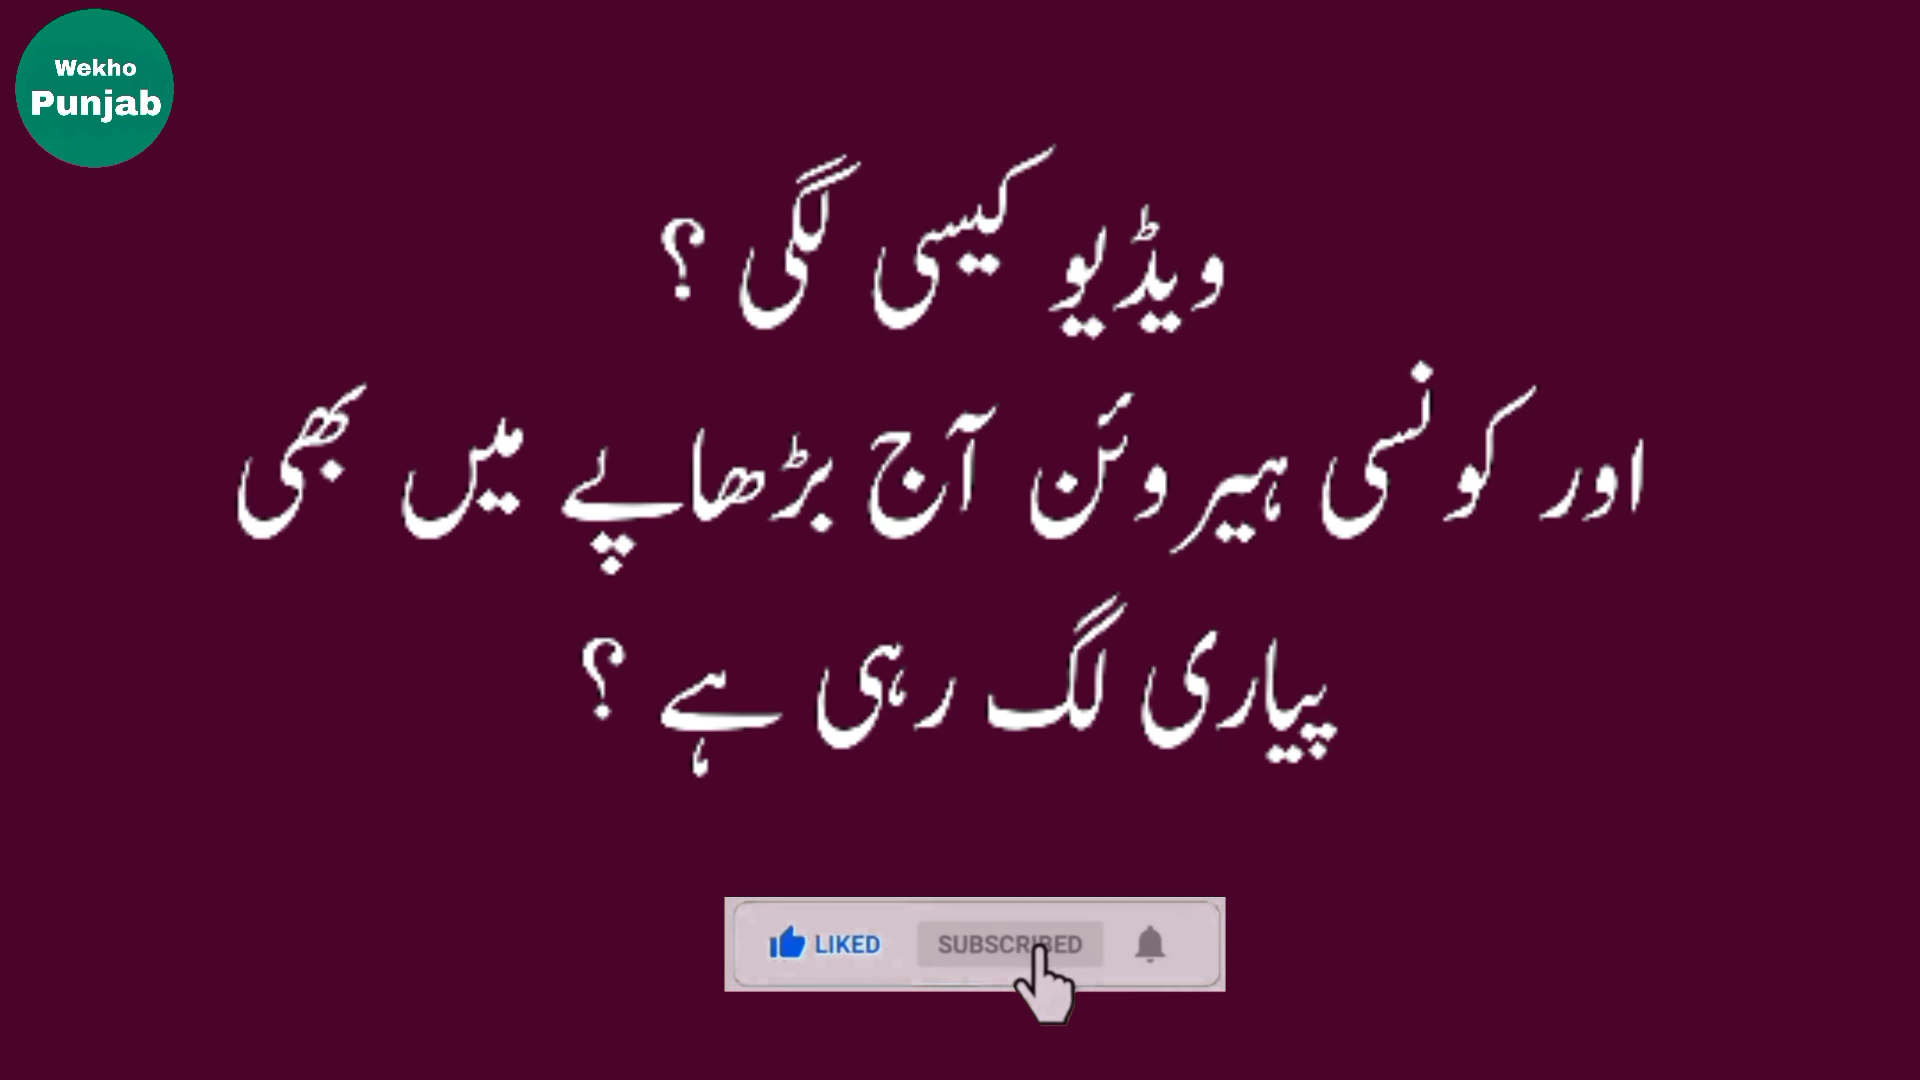 Wekho
Punjab
ویڈیو کیسی لگی ؟
اور کونسی ہیروئن آج بڑھاپے میں بھی
پیاری لگ رہی ہے ؟
LIKED SUBSCRIBED